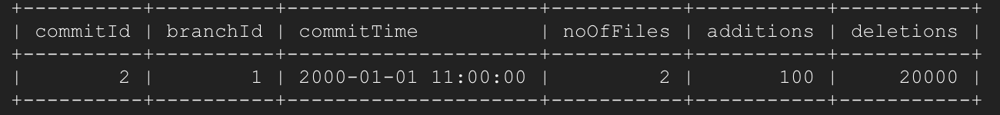 +----------+----------+---------------------+-----------+-----------+-----------+
| commitId | branchId | commitTime          | noOfFiles | additions | deletions |
+----------+----------+---------------------+-----------+-----------+-----------+
|        2 |        1 | 2000-01-01 11:00:00 |         2 |       100 |     20000 |
+----------+----------+---------------------+-----------+-----------+-----------+